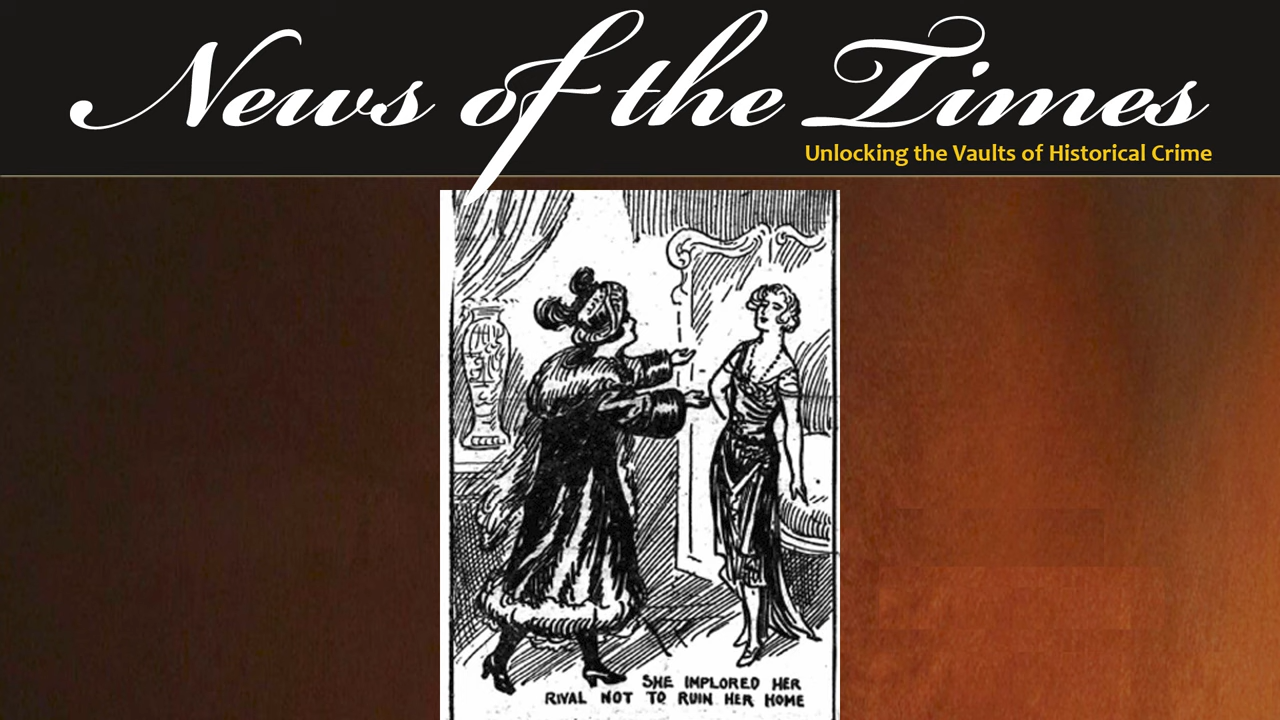 News of the Times
Unlocking the Vaults of Historical Crime
SHE IMPLORED HER
RIVAL NOT TO RUIN HER HOME